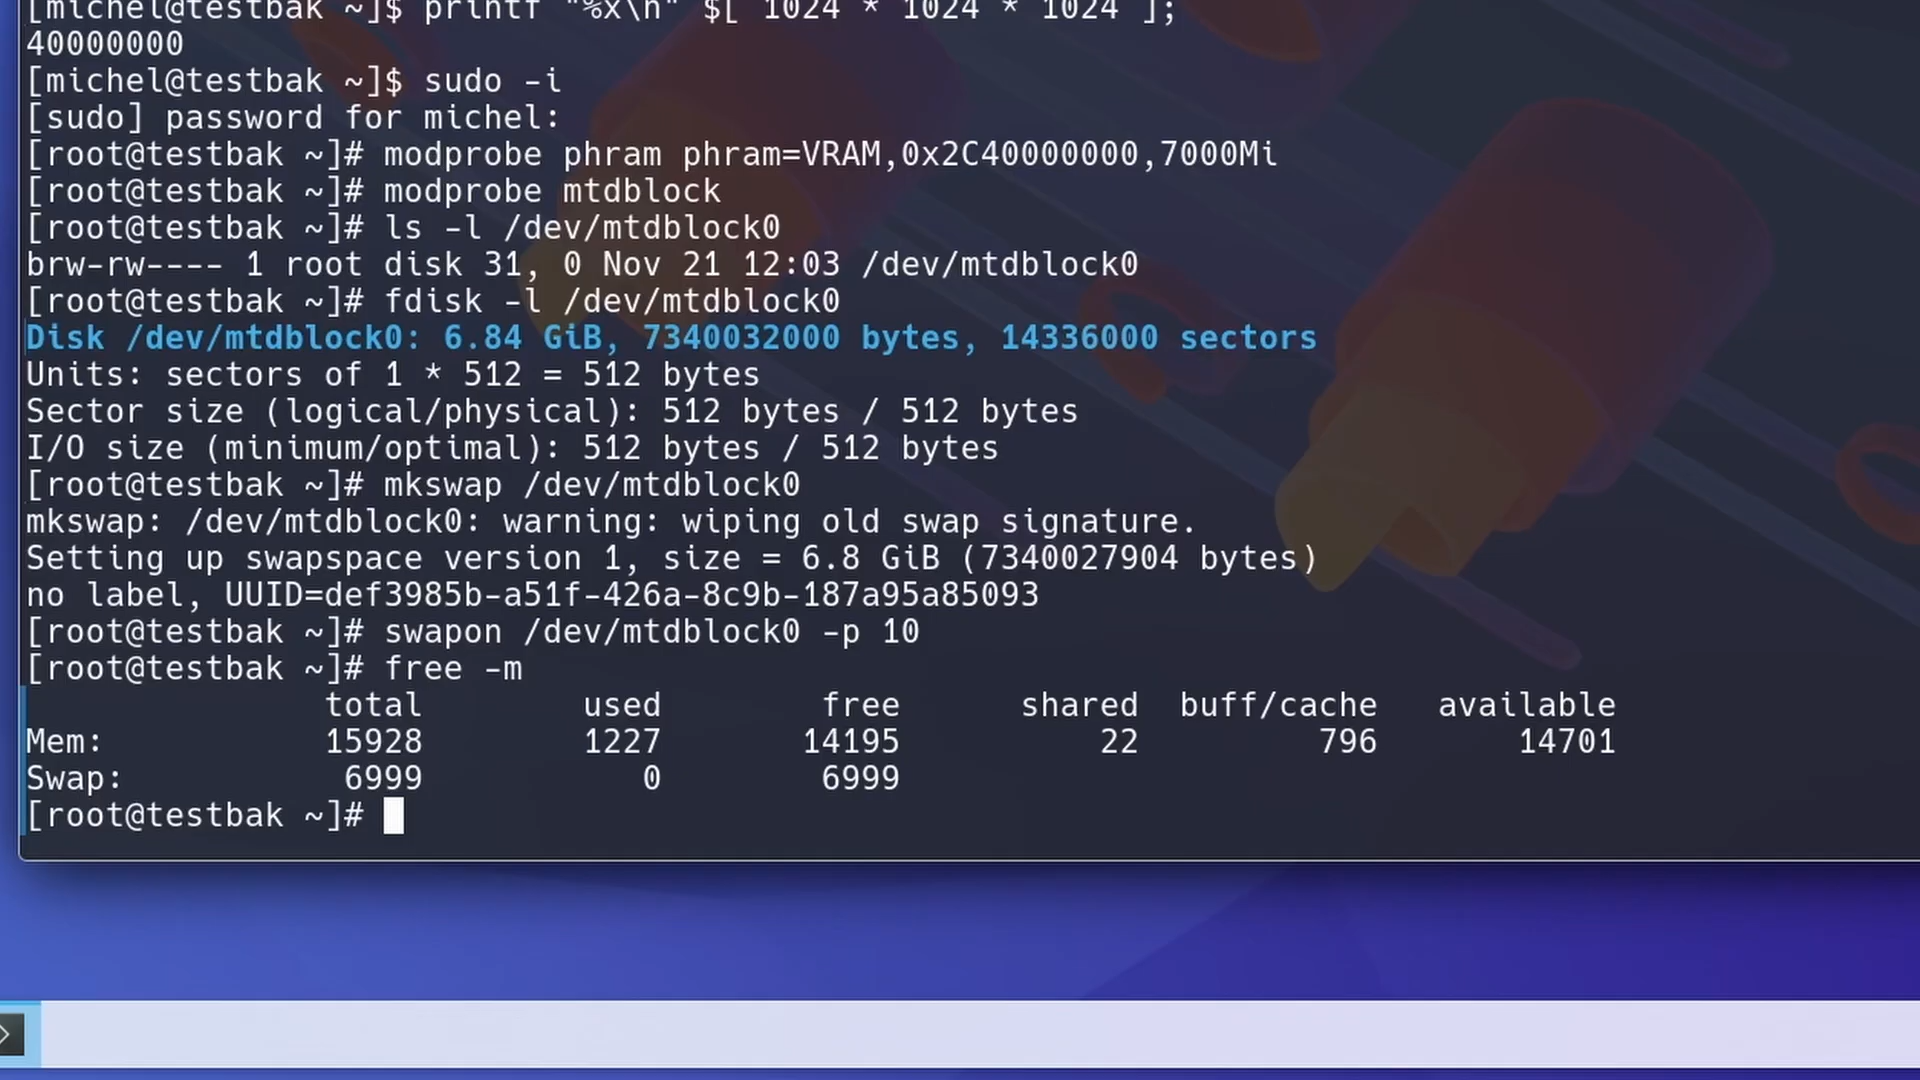 [michel@testbak ~]$ printf "%x\n" $[ 1024 * 1024 * 1024 ];
40000000
[michel@testbak ~]$ sudo -i
[sudo] password for michel:
[root@testbak ~]# modprobe phram phram=VRAM,0x2C40000000,7000Mi
[root@testbak ~]# modprobe mtdblock
[root@testbak ~]# ls -l /dev/mtdblock0
brw-rw---- 1 root disk 31, 0 Nov 21 12:03 /dev/mtdblock0
[root@testbak ~]# fdisk -l /dev/mtdblock0
Disk /dev/mtdblock0: 6.84 GiB, 7340032000 bytes, 14336000 sectors
Units: sectors of 1 * 512 = 512 bytes
Sector size (logical/physical): 512 bytes / 512 bytes
I/O size (minimum/optimal): 512 bytes / 512 bytes
[root@testbak ~]# mkswap /dev/mtdblock0
mkswap: /dev/mtdblock0: warning: wiping old swap signature.
Setting up swapspace version 1, size = 6.8 GiB (7340027904 bytes)
no label, UUID=def3985b-a51f-426a-8c9b-187a95a85093
[root@testbak ~]# swapon /dev/mtdblock0 -p 10
[root@testbak ~]# free -m
total used free shared buff/cache available
Mem: 15928 1227 14195 22 796 14701
Swap: 6999 0 6999
[root@testbak ~]#